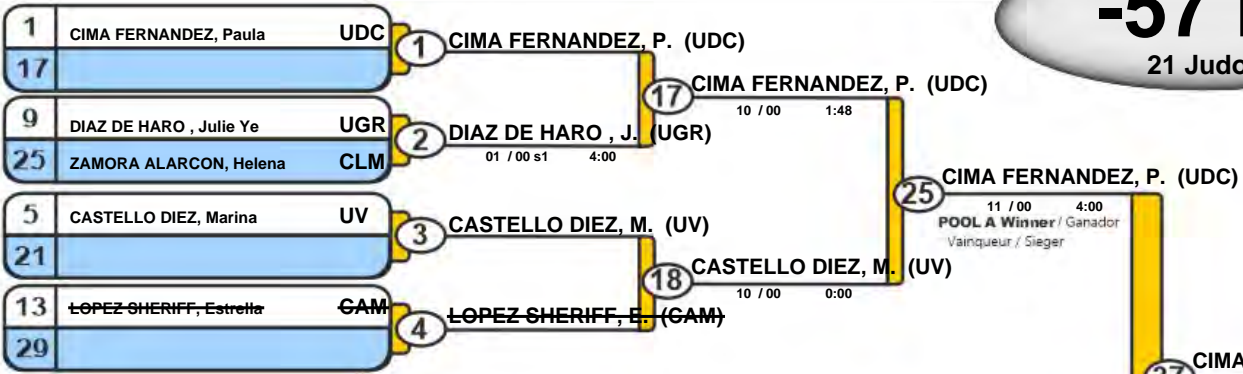 -57
21 Judo
1 CIMA FERNANDEZ, Paula UDC
17
1 CIMA FERNANDEZ, P. (UDC)
17 CIMA FERNANDEZ, P. (UDC)
10 / 00 1:48
9 DIAZ DE HARO , Julie Ye UGR
25 ZAMORA ALARCON, Helena CLM
2 DIAZ DE HARO , J. (UGR)
01 / 00 s1 4:00
25 CIMA FERNANDEZ, P. (UDC)
11 / 00 4:00
POOL A Winner / Ganador
Vainqueur / Sieger
5 CASTELLO DIEZ, Marina UV
21
3 CASTELLO DIEZ, M. (UV)
18 CASTELLO DIEZ, M. (UV)
10 / 00 0:00
13 LOPEZ SHERIFF, Estrella CAM
29
4 LOPEZ SHERIFF, E. (CAM)
27 CIMA